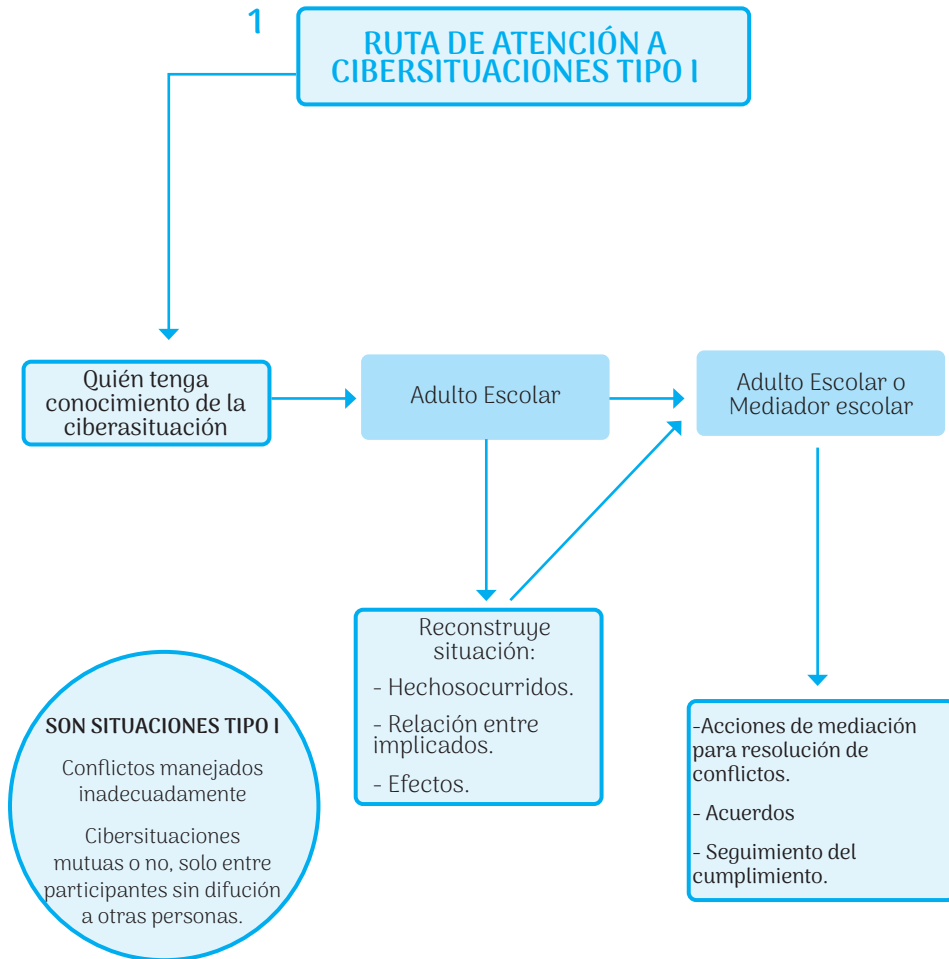 1
RUTA DE ATENCIÓN A
CIBERSITUACIONES TIPO I
Quién tenga
conocimiento de la
ciberasituación
Adulto Escolar
Adulto Escolar o
Mediador escolar
Reconstruye
situación:
- Hechosocurridos.
- Relación entre
implicados.
- Efectos.
SON SITUACIONES TIPO I
Conflictos manejados
inadecuadamente
Cibersituaciones
mutuas o no, solo entre
participantes sin difución
a otras personas.
-Acciones de mediación
para resolución de
conflictos.
- Acuerdos
- Seguimiento del
cumplimiento.